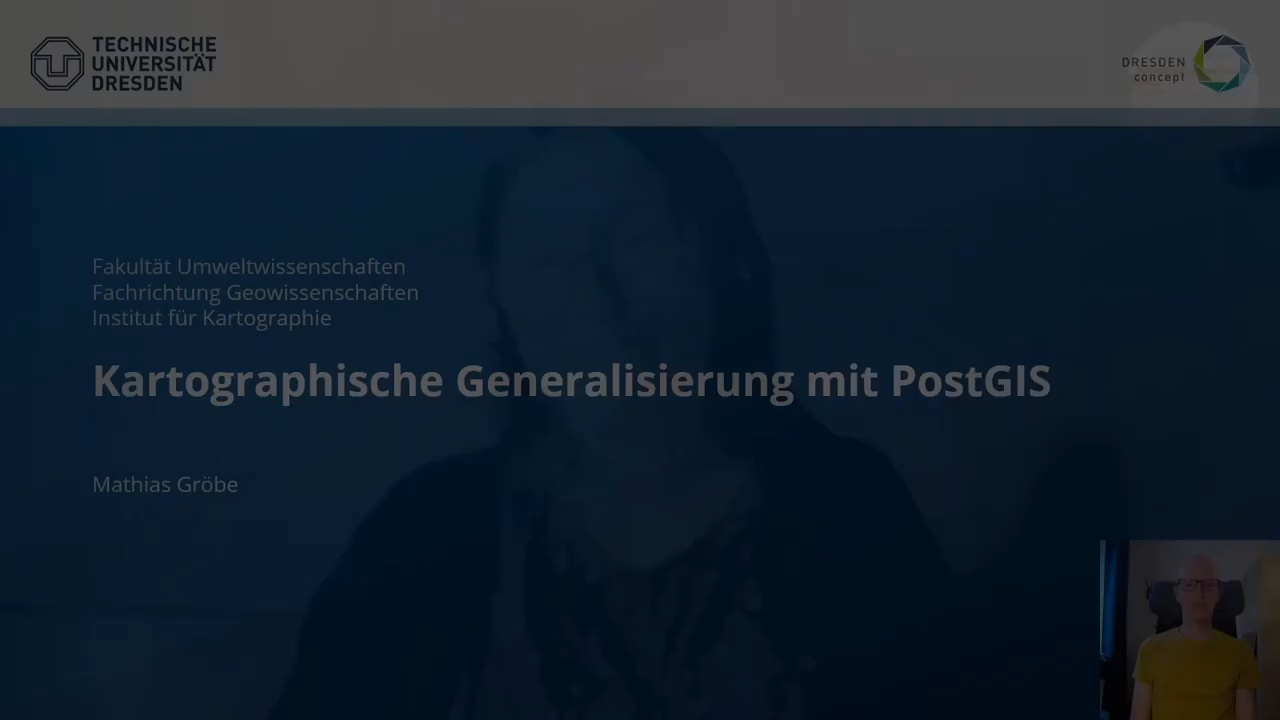 TECHNISCHE
UNIVERSITÄT
DRESDEN
DRESDEN
concept
Fakultät Umweltwissenschaften
Fachrichtung Geowissenschaften
Institut für Kartographie
Kartographische Generalisierung mit PostGIS
Mathias Gröbe